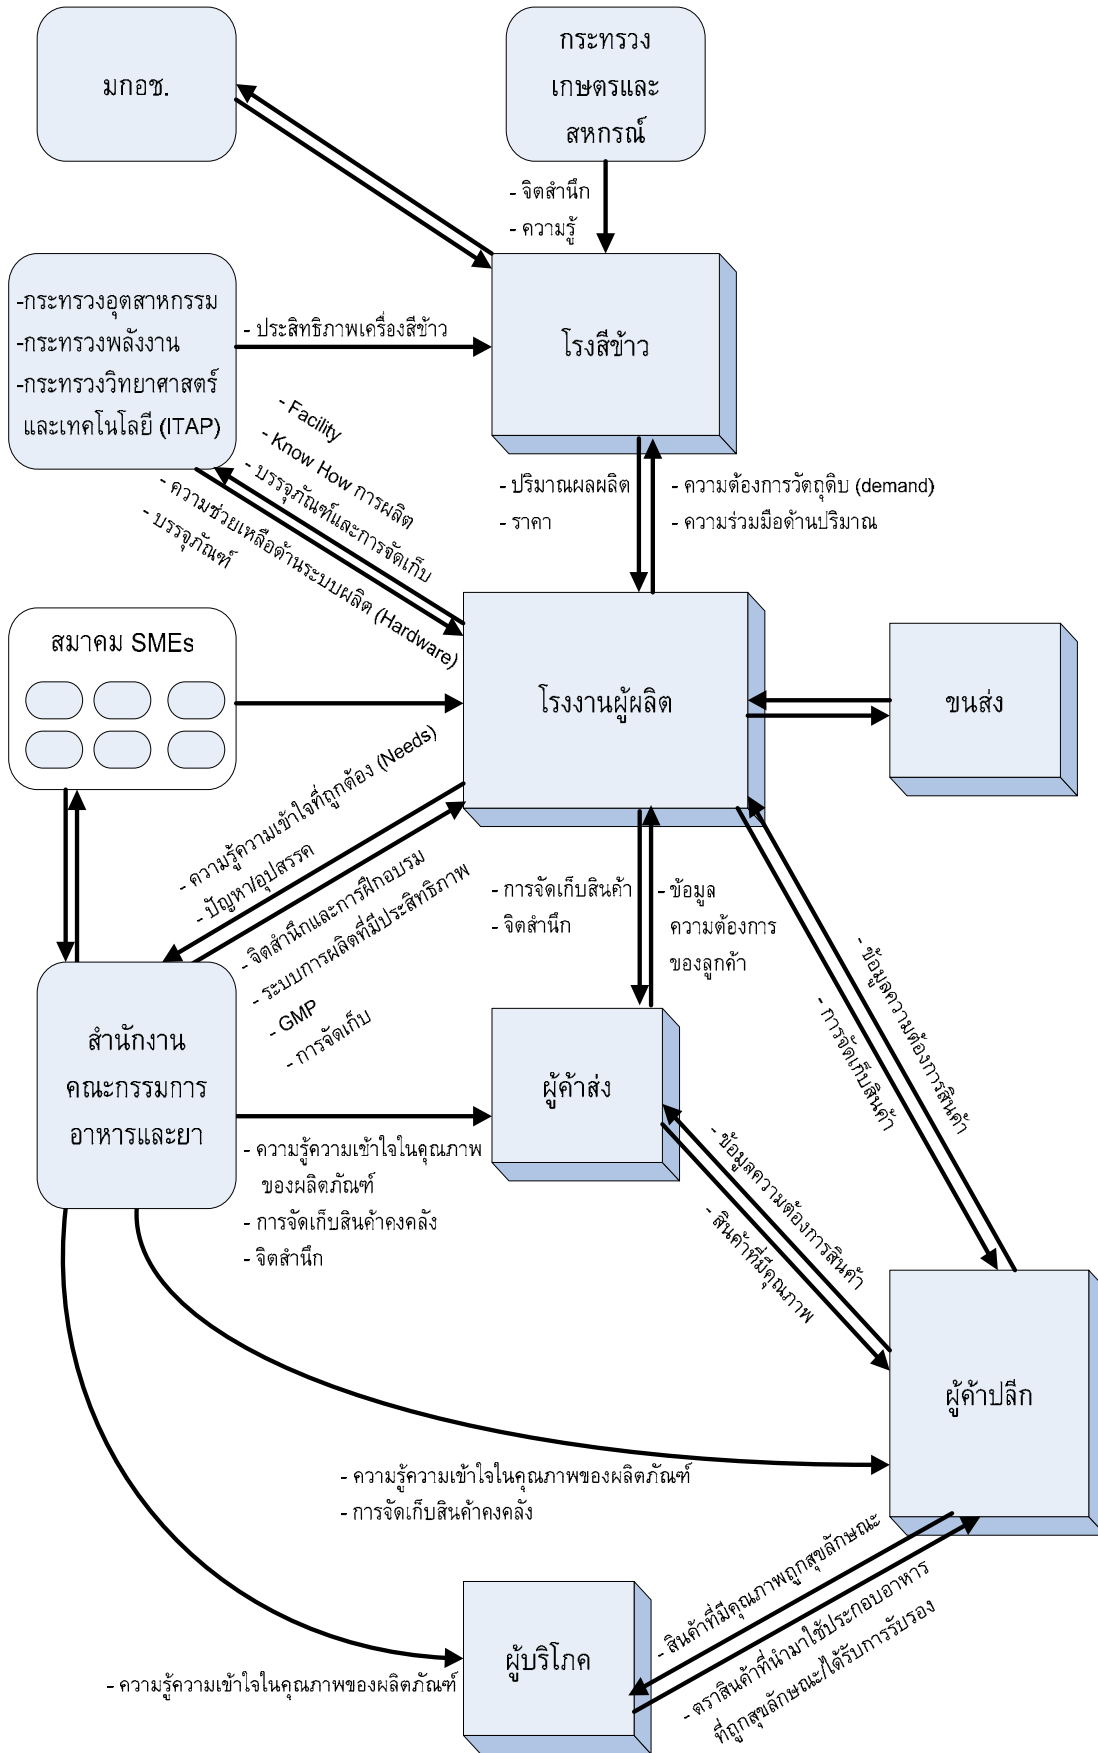 มกอช.
กระทรวง
เกษตรและ
สหกรณ์
- จิตสำนึก
- ความรู้
-กระทรวงอุตสาหกรรม
-กระทรวงพลังงาน
-กระทรวงวิทยาศาสตร์
และเทคโนโลยี (ITAP)
- ประสิทธิภาพเครื่องสีข้าว
โรงสีข้าว
- Facility
- Know How การผลิต
- บรรจุภัณฑ์และการจัดเก็บ
- ความช่วยเหลือด้านระบบผลิต (Hardware)
- บรรจุภัณฑ์
- ปริมาณผลผลิต
- ราคา
- ความต้องการวัตถุดิบ (demand)
- ความร่วมมือด้านปริมาณ
สมาคม SMEs
โรงงานผู้ผลิต
ขนส่ง
- ความรู้ความเข้าใจที่ถูกต้อง (Needs)
- ปัญหา/อุปสรรค
- จิตสำนึกและการฝึกอบรม
- ระบบการผลิตที่มีประสิทธิภาพ
- GMP
- การจัดเก็บ
- การจัดเก็บสินค้า
- จิตสำนึก
- ข้อมูล
ความต้องการ
ของลูกค้า
- ข้อมูลความต้องการสินค้า
- การจัดเก็บสินค้า
สำนักงาน
คณะกรรมการ
อาหารและยา
ผู้ค้าส่ง
- ความรู้ความเข้าใจในคุณภาพ
ของผลิตภัณฑ์
- การจัดเก็บสินค้าคงคลัง
- จิตสำนึก
- ข้อมูลความต้องการสินค้า
- สินค้าที่มีคุณภาพ
ผู้ค้าปลีก
- ความรู้ความเข้าใจในคุณภาพของผลิตภัณฑ์
- การจัดเก็บสินค้าคงคลัง
- สินค้าที่มีคุณภาพถูกสุขลักษณะ
- ตราสินค้าที่นำมาใช้ประกอบอาหาร
ที่ถูกสุขลักษณะ/ได้รับการรับรอง
ผู้บริโภค
- ความรู้ความเข้าใจในคุณภาพของผลิตภัณฑ์